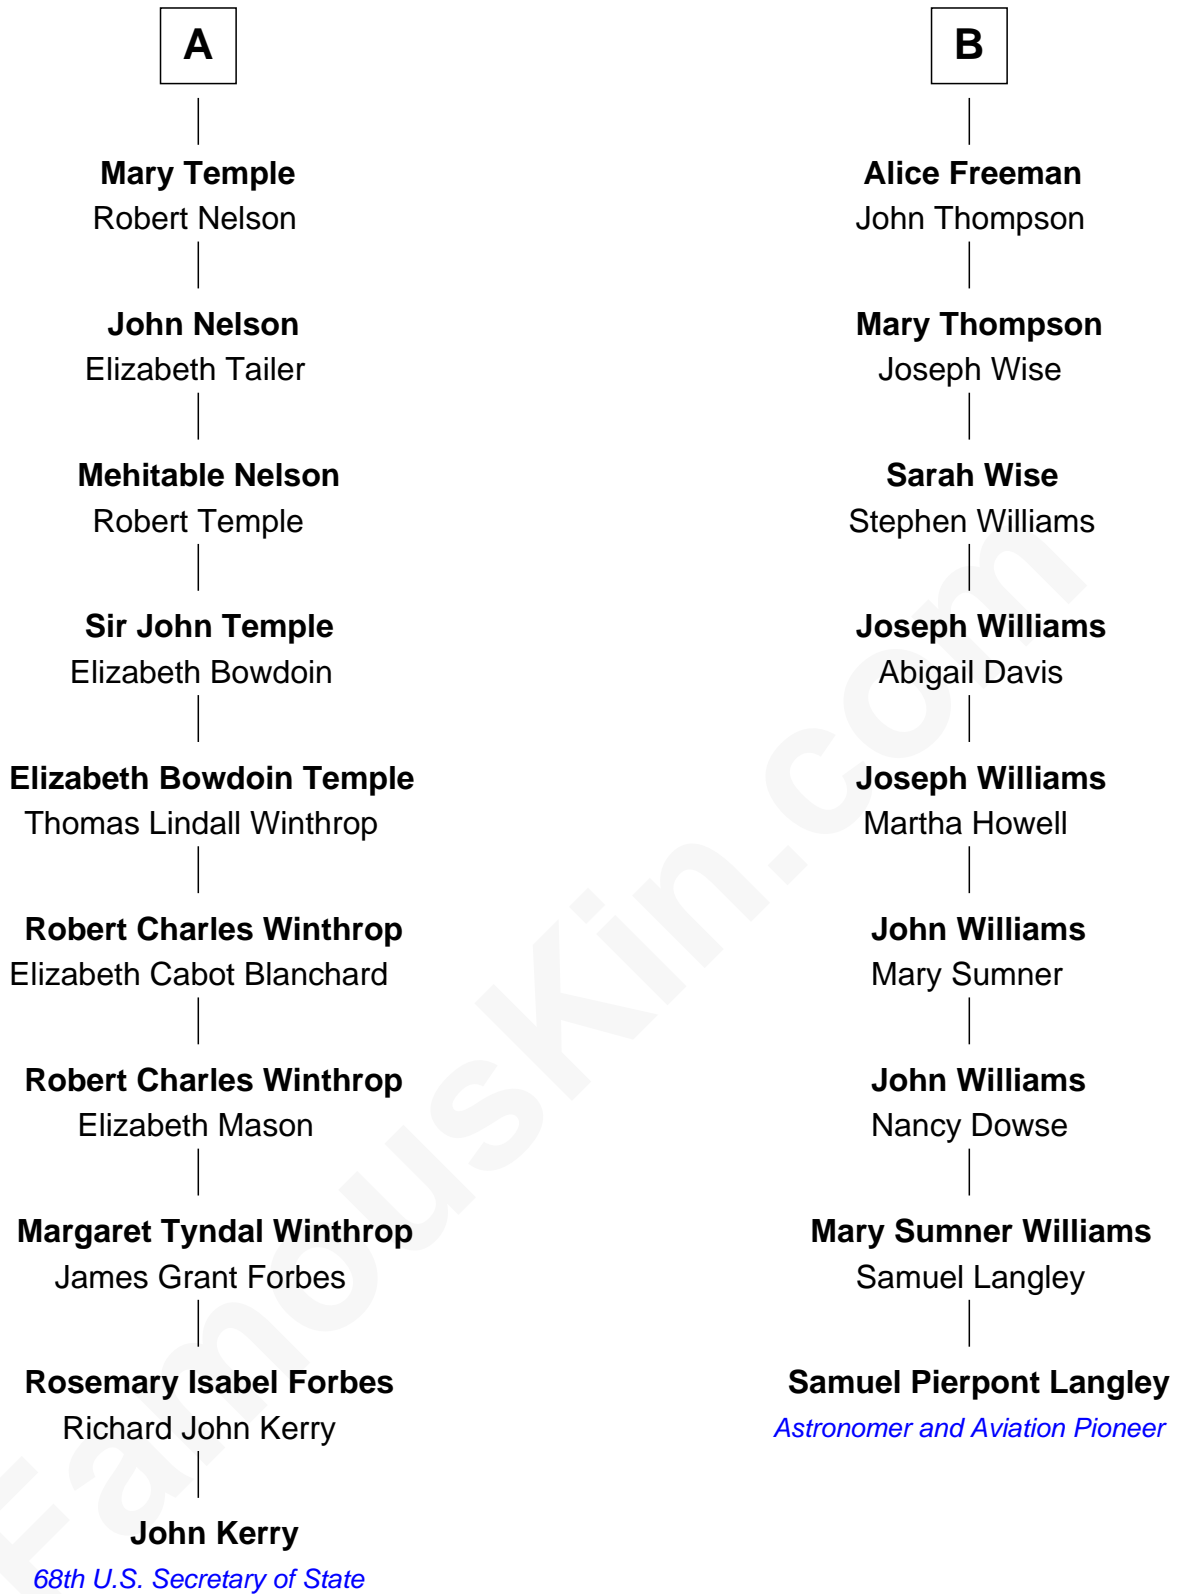 A
Mary Temple
Robert Nelson
John Nelson
Elizabeth Tailer
Mehitable Nelson
Robert Temple
Sir John Temple
Elizabeth Bowdoin
Elizabeth Bowdoin Temple
Thomas Lindall Winthrop
Robert Charles Winthrop
Elizabeth Cabot Blanchard
Robert Charles Winthrop
Elizabeth Mason
Margaret Tyndal Winthrop
James Grant Forbes
Rosemary Isabel Forbes
Richard John Kerry
John Kerry
68th U.S. Secretary of State
B
Alice Freeman
John Thompson
Mary Thompson
Joseph Wise
Sarah Wise
Stephen Williams
Joseph Williams
Abigail Davis
Joseph Williams
Martha Howell
John Williams
Mary Sumner
John Williams
Nancy Dowse
Mary Sumner Williams
Samuel Langley
Samuel Pierpont Langley
Astronomer and Aviation Pioneer
FamousKin.com